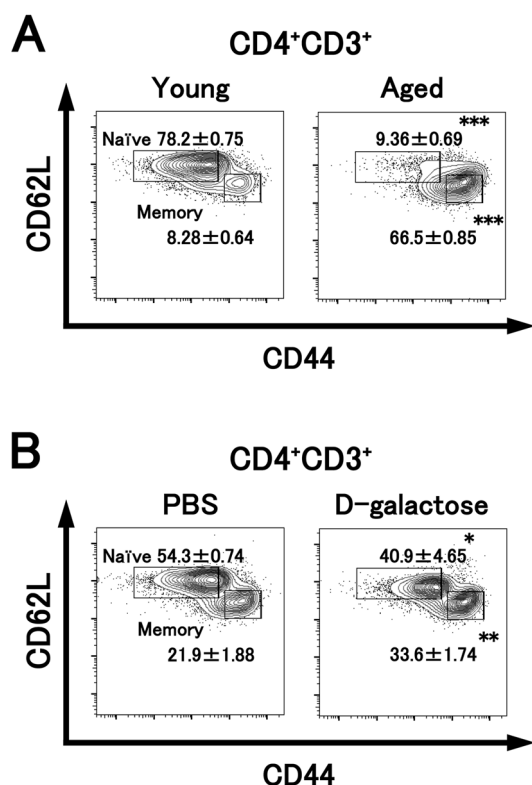 A
CD4⁺CD3⁺
Young
Aged
Naïve 78.2±0.75
9.36±0.69
***
Memory
8.28±0.64
66.5±0.85
***
CD62L
CD44
B
CD4⁺CD3⁺
PBS
D-galactose
Naïve 54.3±0.74
40.9±4.65
*
Memory
21.9±1.88
33.6±1.74
**
CD62L
CD44